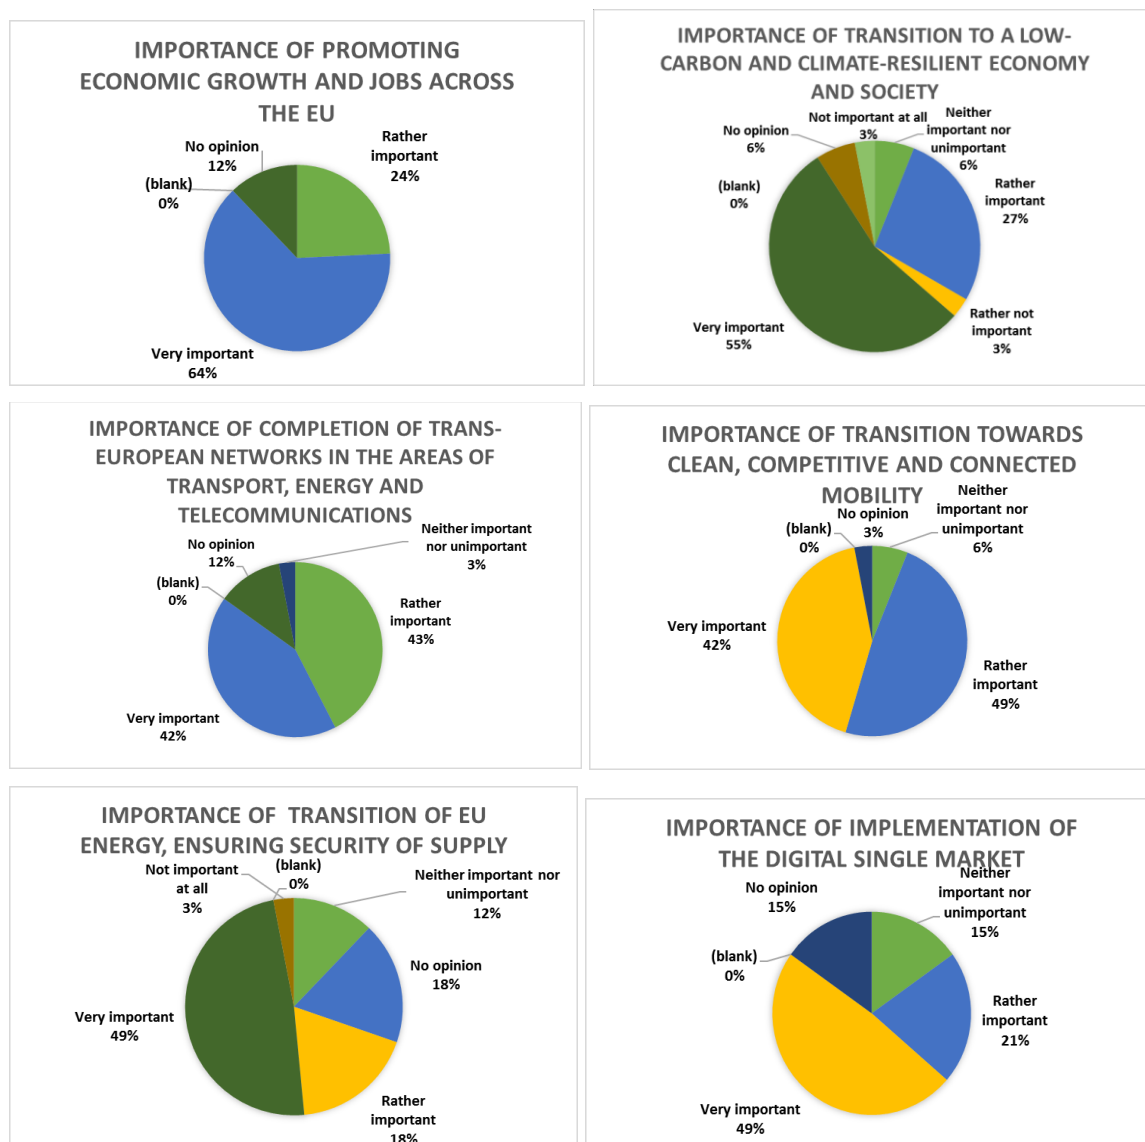 IMPORTANCE OF PROMOTING
ECONOMIC GROWTH AND JOBS ACROSS
THE EU
Rather
important
24%
No opinion
12%
(blank)
0%
Very important
64%
IMPORTANCE OF TRANSITION TO A LOW-
CARBON AND CLIMATE-RESILIENT ECONOMY
AND SOCIETY
Not important at all
3%
Neither
important nor
unimportant
6%
No opinion
6%
(blank)
0%
Rather
important
27%
Rather not
important
3%
Very important
55%
IMPORTANCE OF COMPLETION OF TRANS-
EUROPEAN NETWORKS IN THE AREAS OF
TRANSPORT, ENERGY AND
TELECOMMUNICATIONS
Neither important
nor unimportant
3%
No opinion
12%
(blank)
0%
Rather
important
43%
Very important
42%
IMPORTANCE OF TRANSITION TOWARDS
CLEAN, COMPETITIVE AND CONNECTED
MOBILITY
Neither
important nor
unimportant
6%
No opinion
3%
(blank)
0%
Very important
42%
Rather
important
49%
IMPORTANCE OF  TRANSITION OF EU
ENERGY, ENSURING SECURITY OF SUPPLY
Not important
at all
3%
(blank)
0%
Neither important nor
unimportant
12%
No opinion
18%
Very important
49%
Rather
important
18%
IMPORTANCE OF IMPLEMENTATION OF
THE DIGITAL SINGLE MARKET
Neither
important nor
unimportant
15%
No opinion
15%
(blank)
0%
Rather
important
21%
Very important
49%